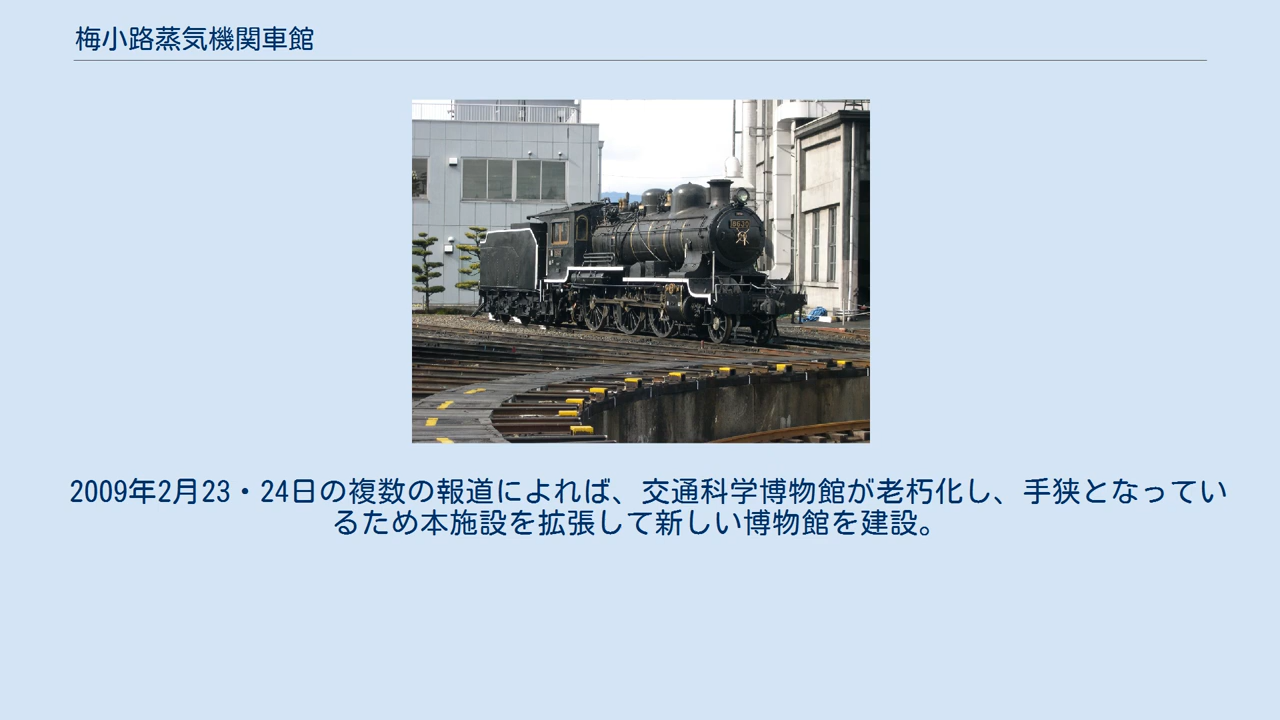 梅小路蒸気機関車館
8630
2009年2月23・24日の複数の報道によれば、交通科学博物館が老朽化し、手狭となってい
るため本施設を拡張して新しい博物館を建設。